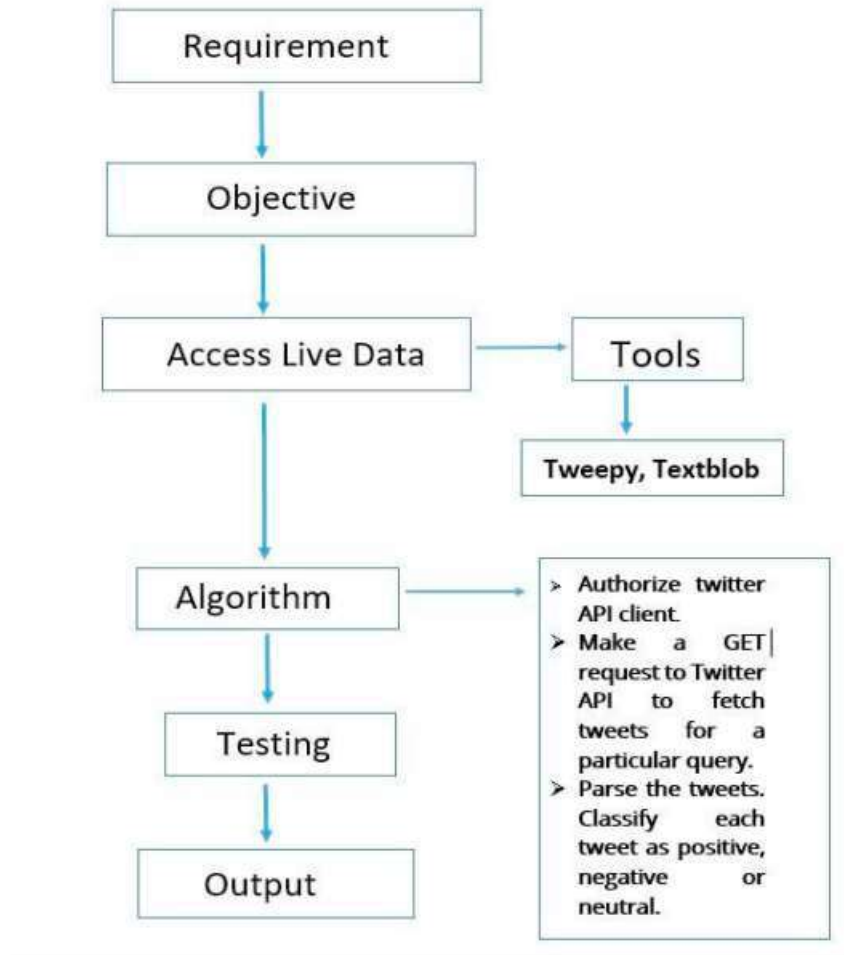 Requirement
Objective
Access Live Data
Tools
Tweepy, Textblob
Algorithm
➢ Authorize twitter
API client.
➢ Make a GET
request to Twitter
API to fetch
tweets for a
particular query.
➢ Parse the tweets.
Classify each
tweet as positive,
negative or
neutral.
Testing
Output